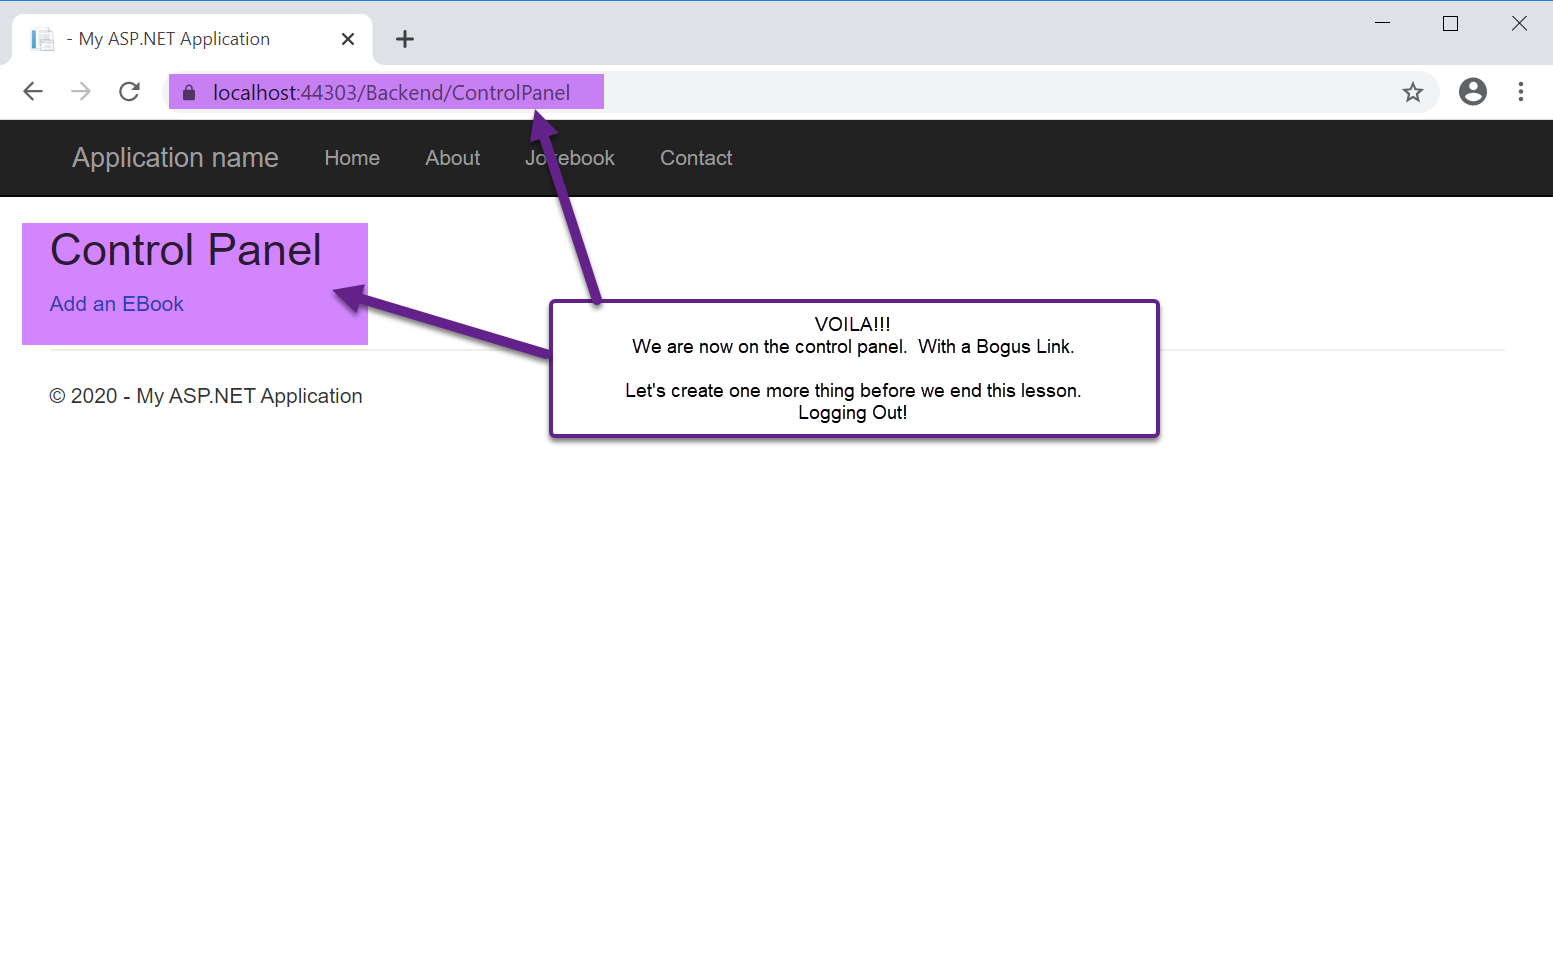 - My ASP.NET Application
localhost:44303/Backend/ControlPanel
Application name Home About Jokebook Contact
Control Panel
Add an EBook
VOILA!!!
We are now on the control panel.  With a Bogus Link.
Let's create one more thing before we end this lesson.
Logging Out!
© 2020 - My ASP.NET Application